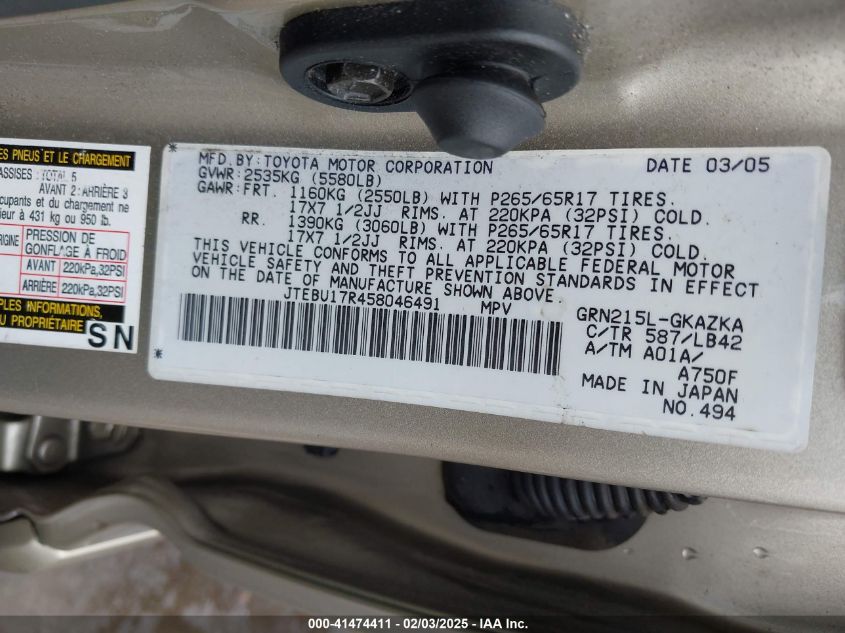 ES PNEUS ET LE CHARGEMENT
ASSISES : TOTAL 5
AVANT 2 : ARRIÈRE 3
occupants et du chargement ne
ipsérieur à 431 kg ou 950 lb.
RIGINE PRESSION DE GONFLAGE À FROID
AVANT 220kPa,32PSI
ARRIÈRE 220kPa,32PSI
PLES INFORMATIONS,
DU PROPRIÉTAIRE
SN
MFD.BY:TOYOTA MOTOR CORPORATION DATE 03/05
GVWR:2535KG (5580LB)
GAWR:FRT. 1160KG (2550LB) WITH P265/65R17 TIRES.
17X7 1/2JJ RIMS. AT 220KPA (32PSI) COLD.
RR. 1390KG (3060LB) WITH P265/65R17 TIRES.
17X7 1/2JJ RIMS. AT 220KPA (32PSI) COLD.
THIS VEHICLE CONFORMS TO ALL APPLICABLE FEDERAL MOTOR
VEHICLE SAFETY AND THEFT PREVENTION STANDARDS IN EFFECT
ON THE DATE OF MANUFACTURE SHOWN ABOVE.
JTEBU17R458046491 MPV
GRN215L-GKAZKA
C/TR 587/LB42
A/TM A01A/
A750F
MADE IN JAPAN
NO.494
000-41474411 - 02/03/2025 - IAA Inc.